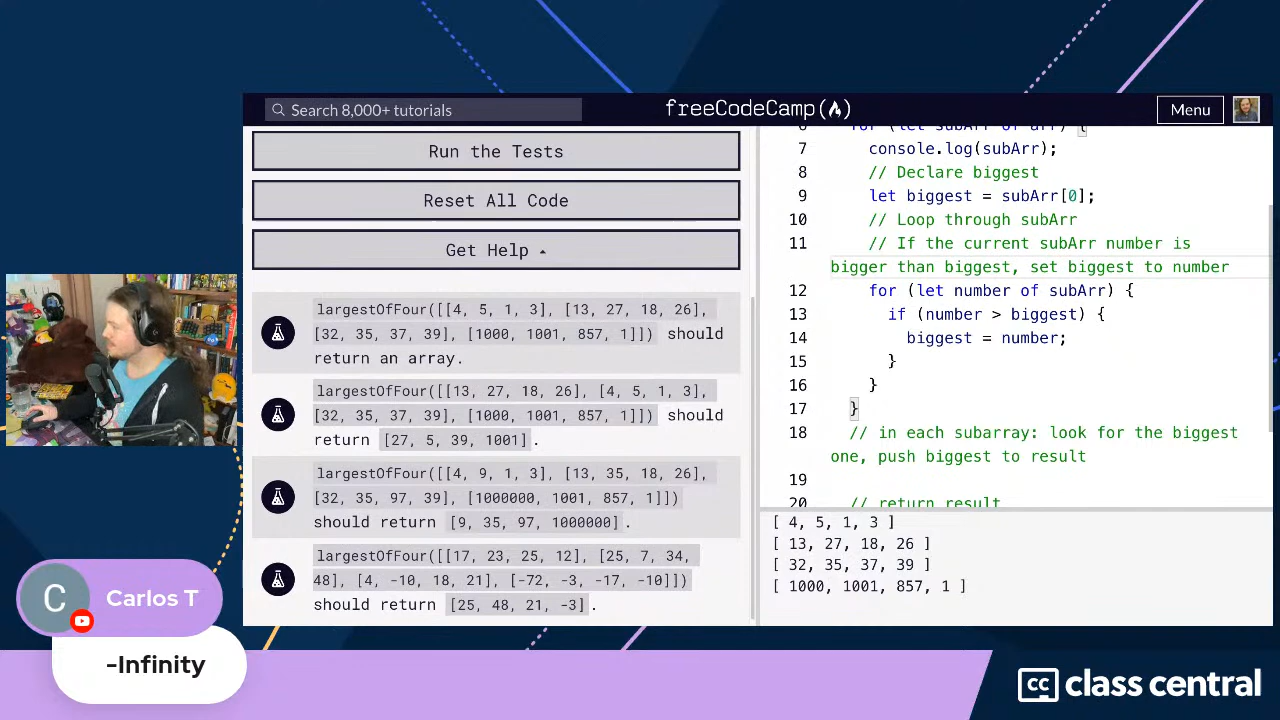 Search 8,000+ tutorials
freeCodeCamp(🔥)
Menu
Run the Tests
Reset All Code
Get Help
largestOfFour([[4, 5, 1, 3], [13, 27, 18, 26],
[32, 35, 37, 39], [1000, 1001, 857, 1]]) should
return an array.
largestOfFour([[13, 27, 18, 26], [4, 5, 1, 3],
[32, 35, 37, 39], [1000, 1001, 857, 1]]) should
return [27, 5, 39, 1001].
largestOfFour([[4, 9, 1, 3], [13, 35, 18, 26],
[32, 35, 97, 39], [1000000, 1001, 857, 1]])
should return [9, 35, 97, 1000000].
largestOfFour([[17, 23, 25, 12], [25, 7, 34,
48], [4, -10, 18, 21], [-72, -3, -17, -10]])
should return [25, 48, 21, -3].
6 for (let subArr of arr) {
7 console.log(subArr);
8 // Declare biggest
9 let biggest = subArr[0];
10 // Loop through subArr
11 // If the current subArr number is
bigger than biggest, set biggest to number
12 for (let number of subArr) {
13 if (number > biggest) {
14 biggest = number;
15 }
16 }
17 }
18 // in each subarray: look for the biggest
one, push biggest to result
19
20 // return result
[ 4, 5, 1, 3 ]
[ 13, 27, 18, 26 ]
[ 32, 35, 37, 39 ]
[ 1000, 1001, 857, 1 ]
C
Carlos T
-Infinity
cc class central